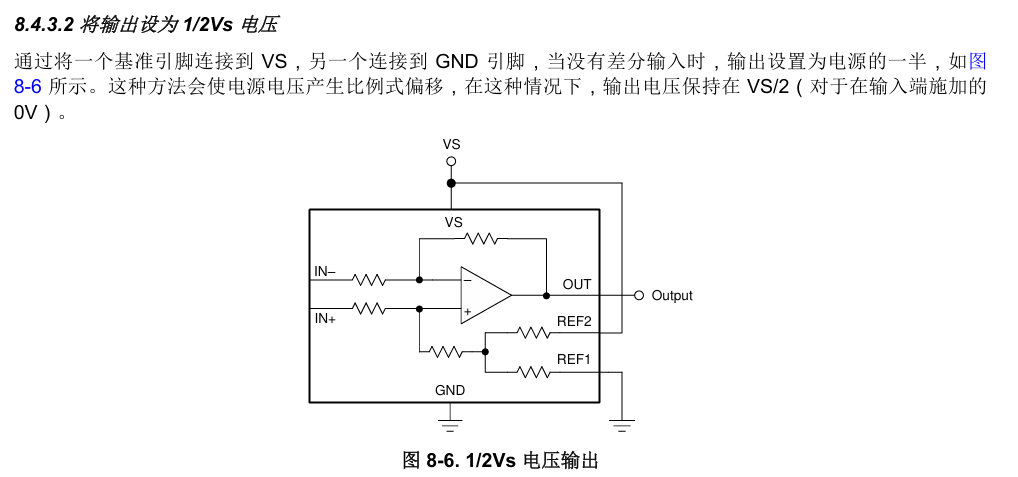 8.4.3.2 将输出设为 1/2Vs 电压
通过将一个基准引脚连接到 VS，另一个连接到 GND 引脚，当没有差分输入时，输出设置为电源的一半，如图
8-6 所示。这种方法会使电源电压产生比例式偏移，在这种情况下，输出电压保持在 VS/2（对于在输入端施加的
0V）。
VS
VS
IN–
OUT
Output
IN+
REF2
REF1
GND
图 8-6. 1/2Vs 电压输出